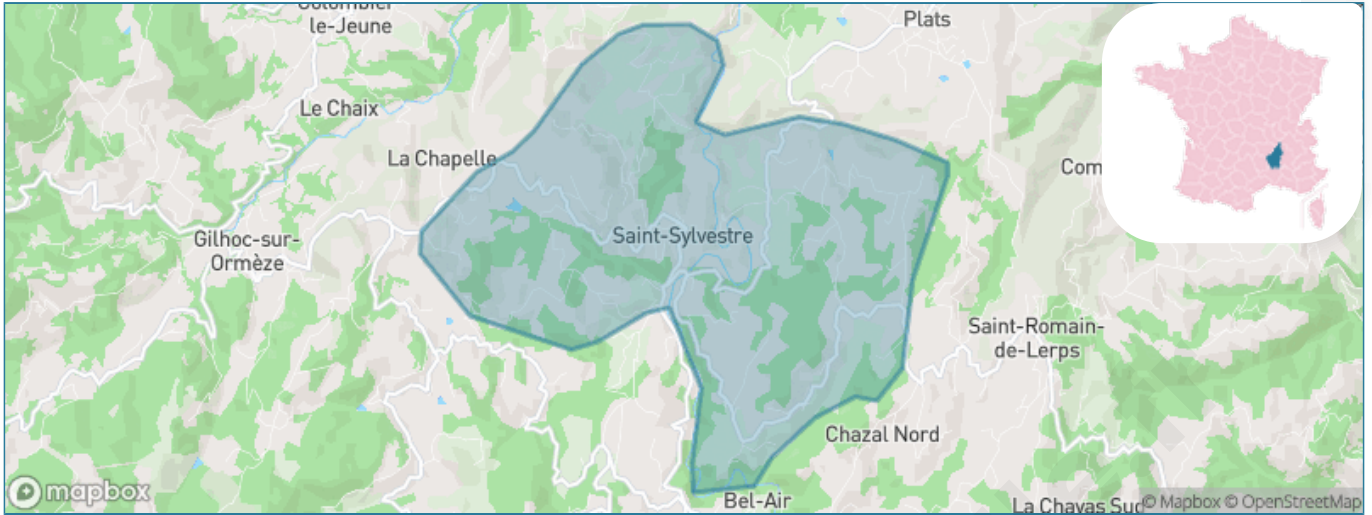 Colombier
le-Jeune
Plats
Le Chaix
La Chapelle
Com
Saint-Sylvestre
Gilhoc-sur-
Ormèze
Saint-Romain-
de-Lerps
Chazal Nord
Bel-Air
La Chavas Sud
mapbox
© Mapbox © OpenStreetMap